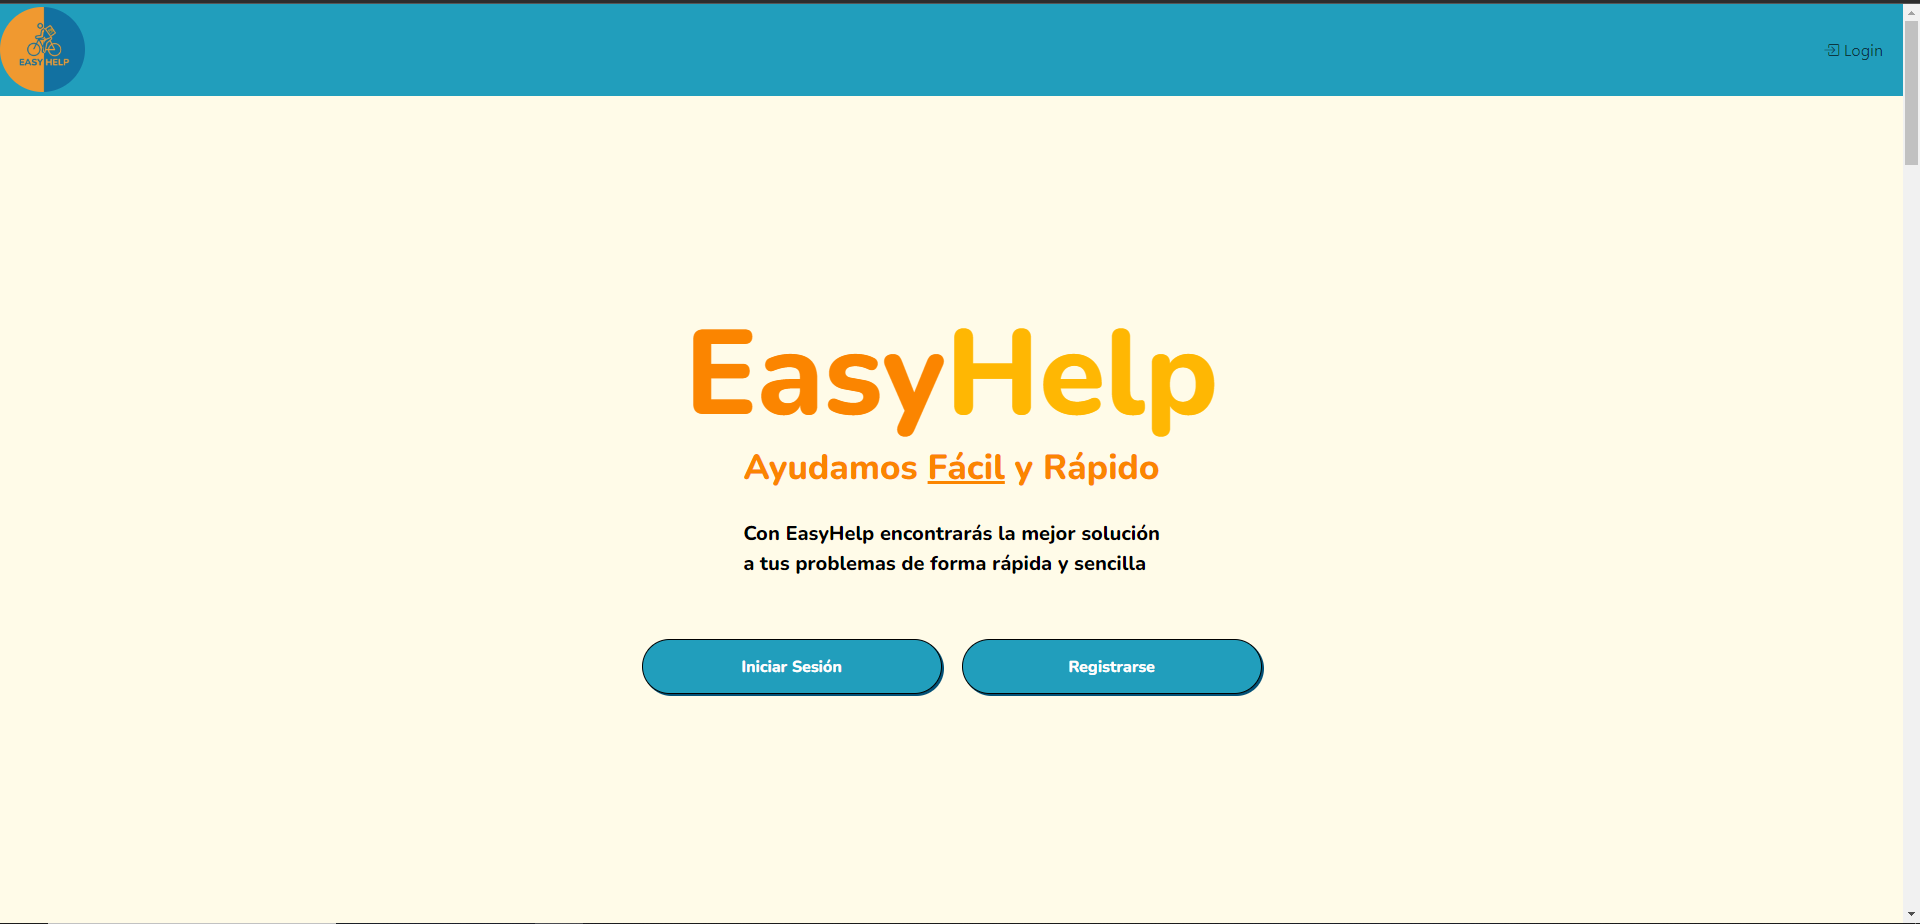 EASY HELP
Login
EasyHelp
Ayudamos Fácil y Rápido
Con EasyHelp encontrarás la mejor solución
a tus problemas de forma rápida y sencilla
Iniciar Sesión
Registrarse